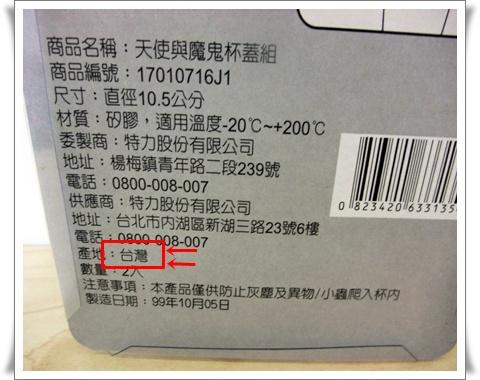 商品名稱：天使與魔鬼杯蓋組
商品編號：17010716J1
尺寸：直徑10.5公分
材質：矽膠，適用溫度-20℃~+200℃
委製商：特力股份有限公司
地址：楊梅鎮青年路二段239號
電話：0800-008-007
供應商：特力股份有限公司
地址：台北市內湖區新湖三路23號6樓
電話：0800-008-007
產地：台灣
數量：2入
注意事項：本產品僅供防止灰塵及異物/小蟲爬入杯內
製造日期：99年10月05日
0 823420 633135